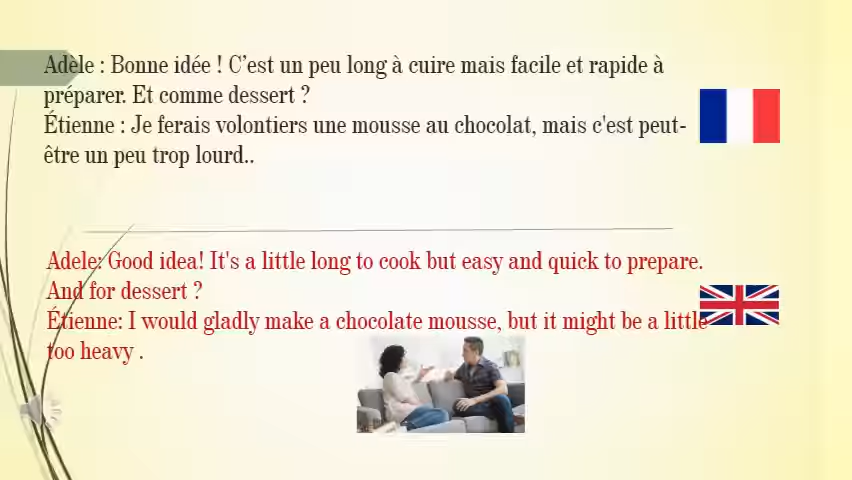 Adèle : Bonne idée ! C’est un peu long à cuire mais facile et rapide à
préparer. Et comme dessert ?
Étienne : Je ferais volontiers une mousse au chocolat, mais c'est peut-
être un peu trop lourd..
Adele: Good idea! It's a little long to cook but easy and quick to prepare.
And for dessert ?
Étienne: I would gladly make a chocolate mousse, but it might be a little
too heavy .